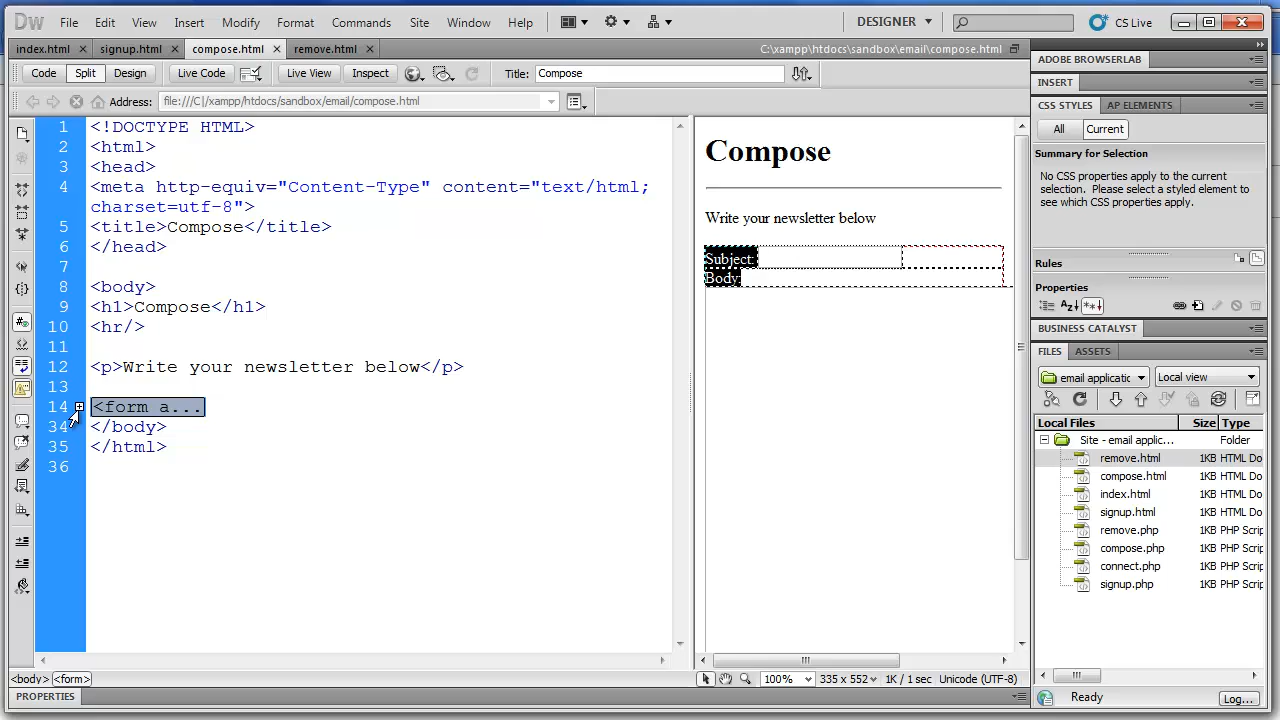 Dw File Edit View Insert Modify Format Commands Site Window Help DESIGNER CS Live
index.html signup.html compose.html remove.html C:\xampp\htdocs\sandbox\email\compose.html
Code Split Design Live Code Live View Inspect Title: Compose
Address: file:///C|/xampp/htdocs/sandbox/email/compose.html
1 <!DOCTYPE HTML>
2 <html>
3 <head>
4 <meta http-equiv="Content-Type" content="text/html;
charset=utf-8">
5 <title>Compose</title>
6 </head>
7
8 <body>
9 <h1>Compose</h1>
10 <hr/>
11
12 <p>Write your newsletter below</p>
13
14 <form a...
34 </body>
35 </html>
36
Compose
Write your newsletter below
Subject:
Body:
<body> <form>
100% 335 x 552 1K / 1 sec Unicode (UTF-8)
PROPERTIES
ADOBE BROWSERLAB
INSERT
CSS STYLES AP ELEMENTS
All Current
Summary for Selection
No CSS properties apply to the current
selection. Please select a styled element
to see which CSS properties apply.
Rules
Properties
BUSINESS CATALYST
FILES ASSETS
email applicatic Local view
Local Files Size Type
Site - email applic... Folder
remove.html 1KB HTML Do
compose.html 1KB HTML Do
index.html 1KB HTML Do
signup.html 1KB HTML Do
remove.php 1KB PHP Scrip
compose.php 1KB PHP Scrip
connect.php 1KB PHP Scrip
signup.php 1KB PHP Scrip
Ready Log...